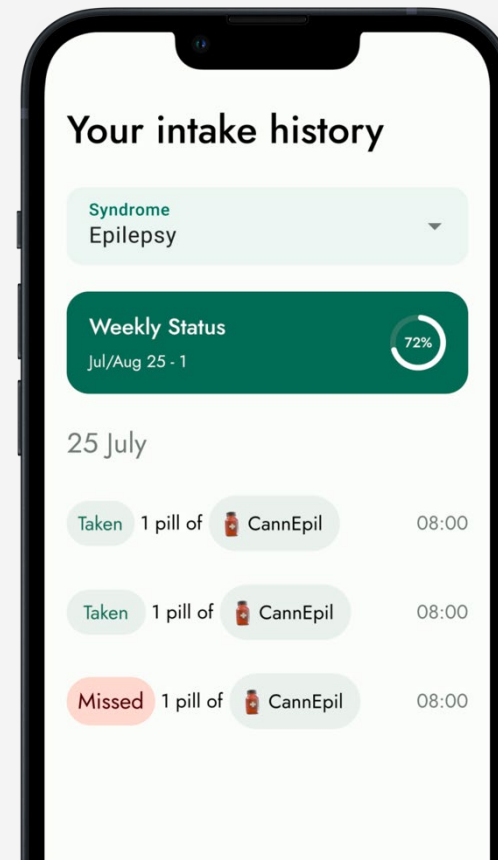 Your intake history
Syndrome
Epilepsy
Weekly Status
Jul/Aug 25 - 1
72%
25 July
Taken 1 pill of CannEpil 08:00
Taken 1 pill of CannEpil 08:00
Missed 1 pill of CannEpil 08:00